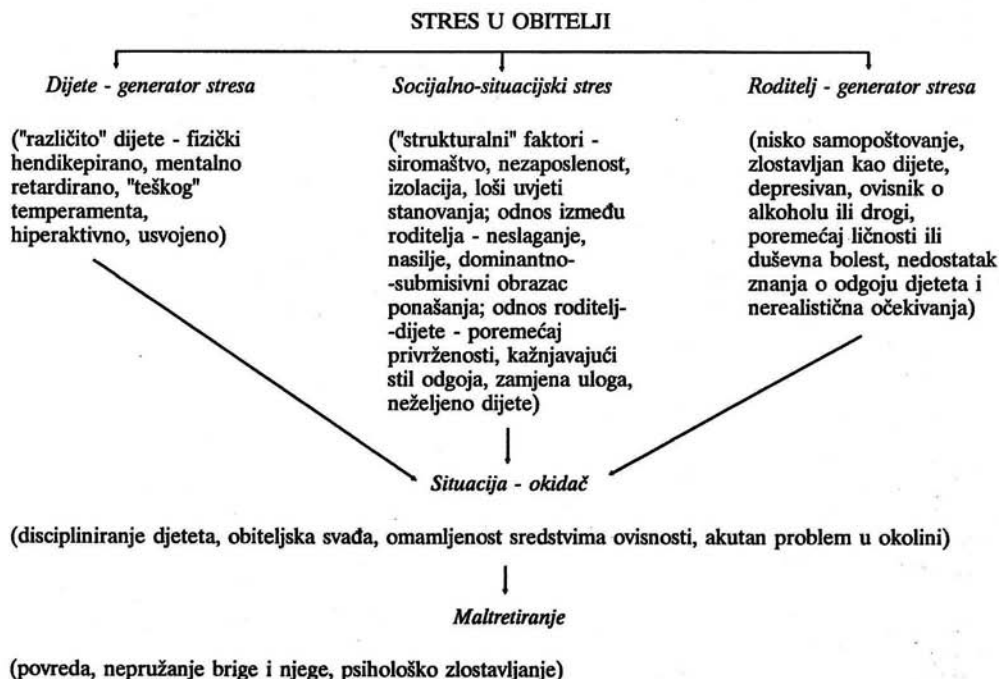 STRES U OBITELJI
Dijete - generator stresa
("različito" dijete - fizički
hendikepirano, mentalno
retardirano, "teškog"
temperamenta,
hiperaktivno, usvojeno)
Socijalno-situacijski stres
("strukturalni" faktori -
siromaštvo, nezaposlenost,
izolacija, loši uvjeti
stanovanja; odnos između
roditelja - neslaganje,
nasilje, dominantno-
-submisivni obrazac
ponašanja; odnos roditelj-
-dijete - poremećaj
privrženosti, kažnjavajući
stil odgoja, zamjena uloga,
neželjeno dijete)
Roditelj - generator stresa
(nisko samopoštovanje,
zlostavljan kao dijete,
depresivan, ovisnik o
alkoholu ili drogi,
poremećaj ličnosti ili
duševna bolest, nedostatak
znanja o odgoju djeteta i
nerealistična očekivanja)
Situacija - okidač
(discipliniranje djeteta, obiteljska svađa, omamljenost sredstvima ovisnosti, akutan problem u okolini)
Maltretiranje
(povreda, nepružanje brige i njege, psihološko zlostavljanje)